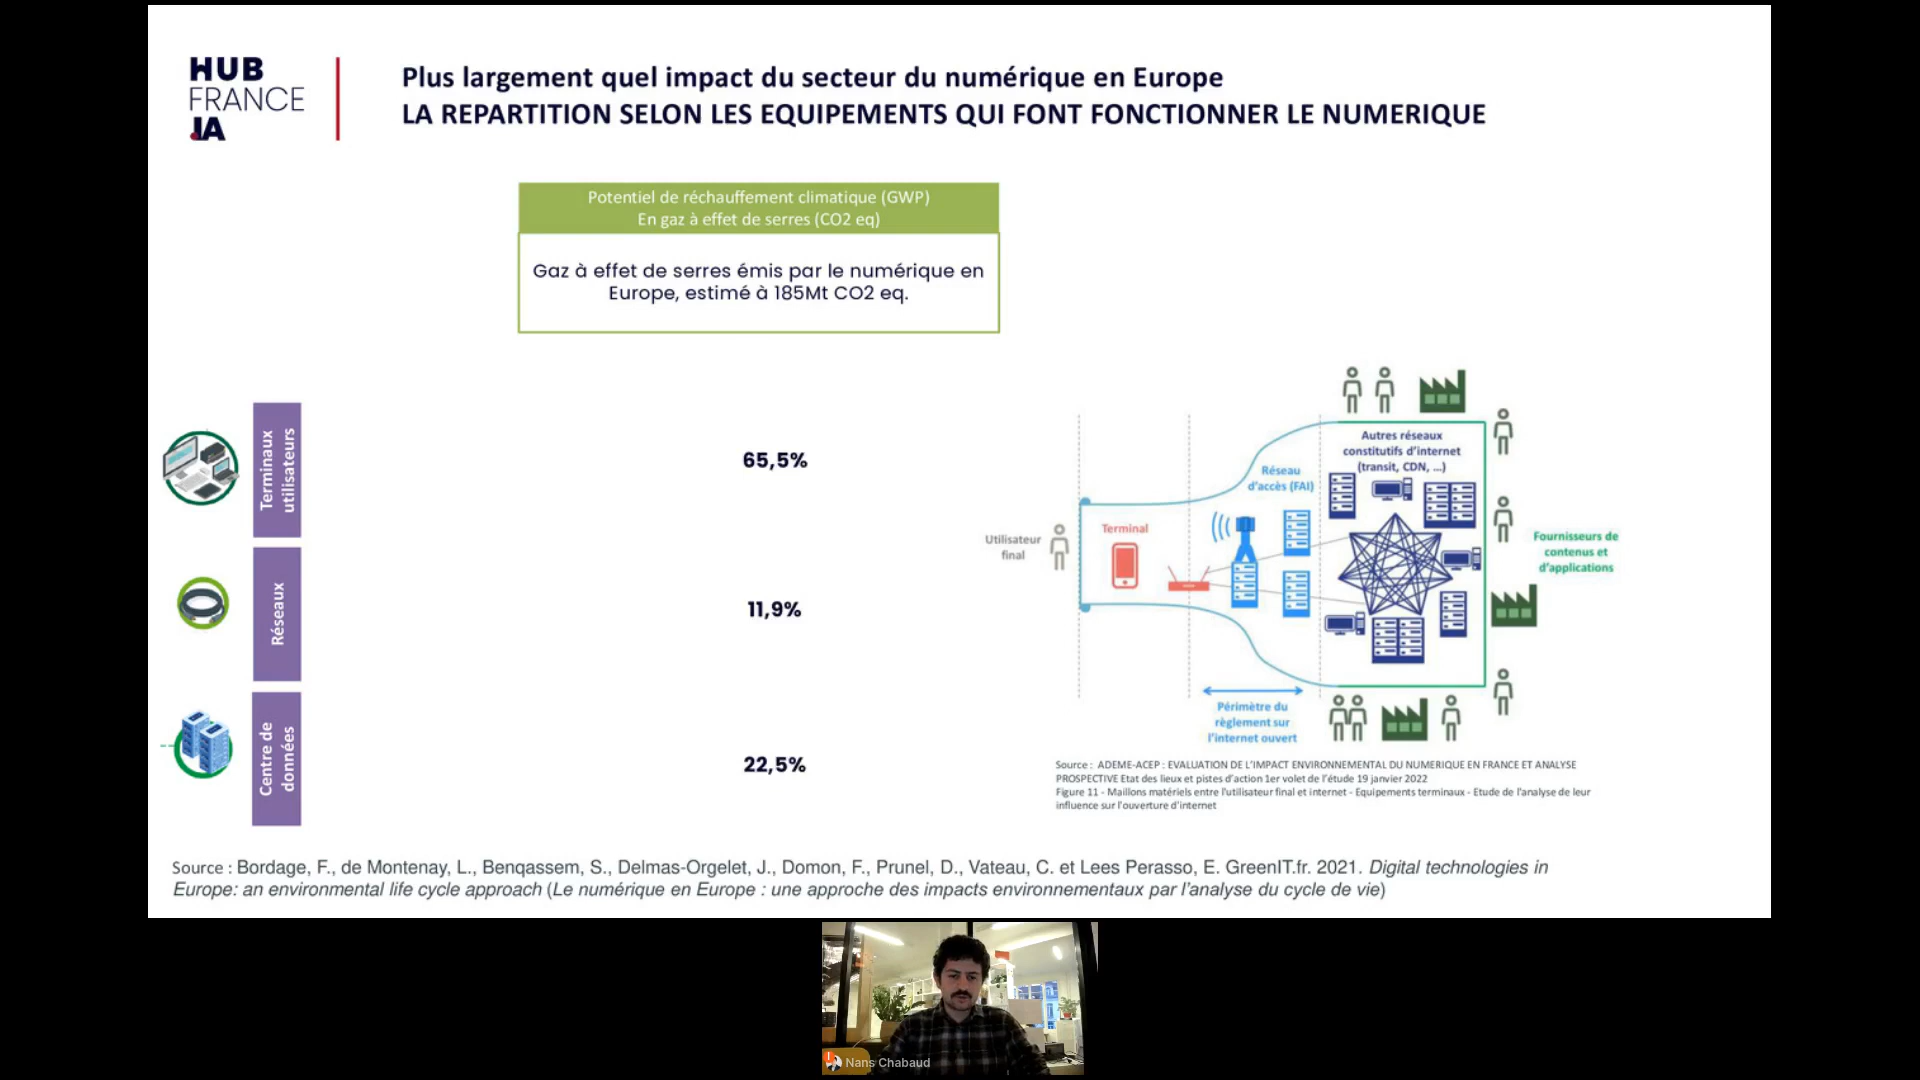 HUB
FRANCE
IA
Plus largement quel impact du secteur du numérique en Europe
LA REPARTITION SELON LES EQUIPEMENTS QUI FONT FONCTIONNER LE NUMERIQUE
Potentiel de réchauffement climatique (GWP)
En gaz à effet de serres (CO2 eq)
Gaz à effet de serres émis par le numérique en
Europe, estimé à 185Mt CO2 eq.
Terminaux
utilisateurs
65,5%
Réseaux
11,9%
Centre de
données
22,5%
Utilisateur
final
Terminal
Réseau
d'accès (FAI)
Autres réseaux
constitutifs d'internet
(transit, CDN, ...)
Fournisseurs de
contenus et
d'applications
Périmètre du
règlement sur
l'internet ouvert
Source : ADEME-ACEP : EVALUATION DE L'IMPACT ENVIRONNEMENTAL DU NUMERIQUE EN FRANCE ET ANALYSE
PROSPECTIVE Etat des lieux et pistes d'action 1er volet de l'étude 19 janvier 2022
Figure 11 - Maillons matériels entre l'utilisateur final et internet - Equipements terminaux - Etude de l'analyse de leur
influence sur l'ouverture d'internet
Source : Bordage, F., de Montenay, L., Benqassem, S., Delmas-Orgelet, J., Domon, F., Prunel, D., Vateau, C. et Lees Perasso, E. GreenIT.fr. 2021. Digital technologies in
Europe: an environmental life cycle approach (Le numérique en Europe : une approche des impacts environnementaux par l'analyse du cycle de vie)
Nans Chabaud